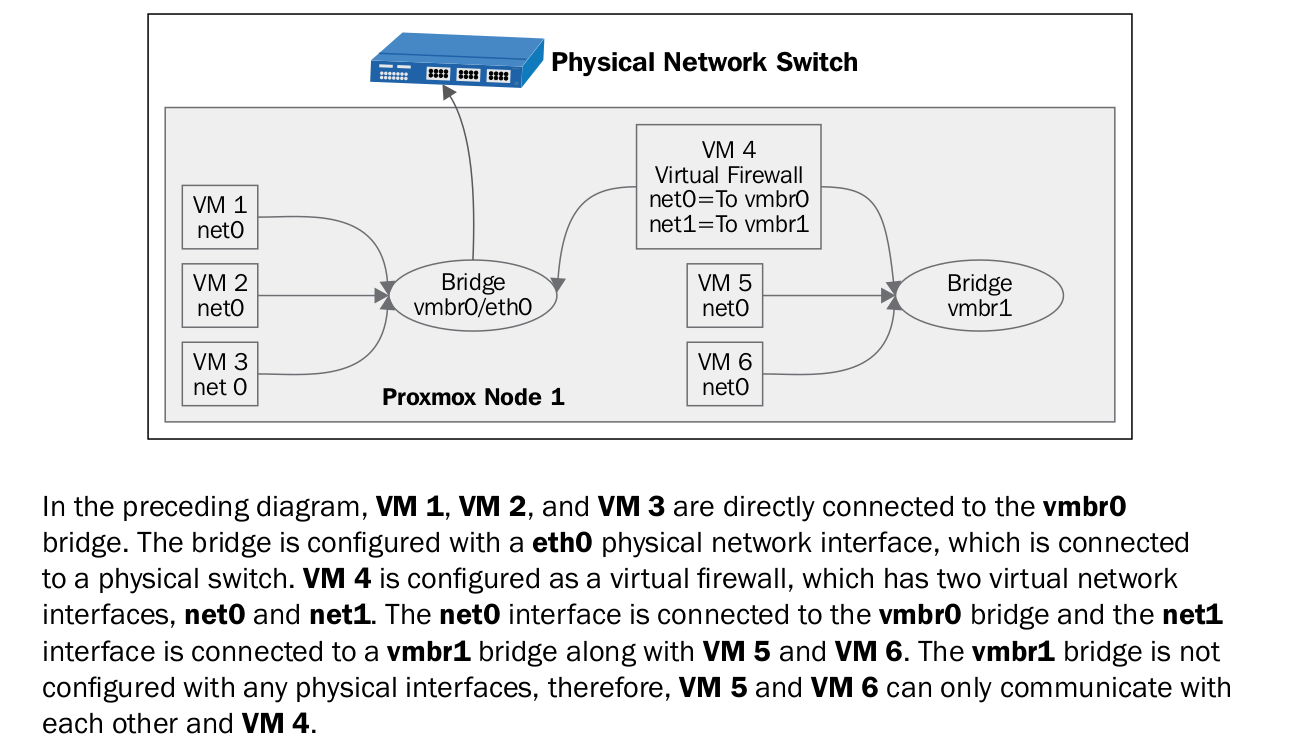 Physical Network Switch
VM 4
Virtual Firewall
net0=To vmbr0
net1=To vmbr1
VM 1
net0
VM 2
net0
VM 3
net 0
Bridge
vmbr0/eth0
VM 5
net0
VM 6
net0
Bridge
vmbr1
Proxmox Node 1
In the preceding diagram, VM 1, VM 2, and VM 3 are directly connected to the vmbr0
bridge. The bridge is configured with a eth0 physical network interface, which is connected
to a physical switch. VM 4 is configured as a virtual firewall, which has two virtual network
interfaces, net0 and net1. The net0 interface is connected to the vmbr0 bridge and the net1
interface is connected to a vmbr1 bridge along with VM 5 and VM 6. The vmbr1 bridge is not
configured with any physical interfaces, therefore, VM 5 and VM 6 can only communicate with
each other and VM 4.